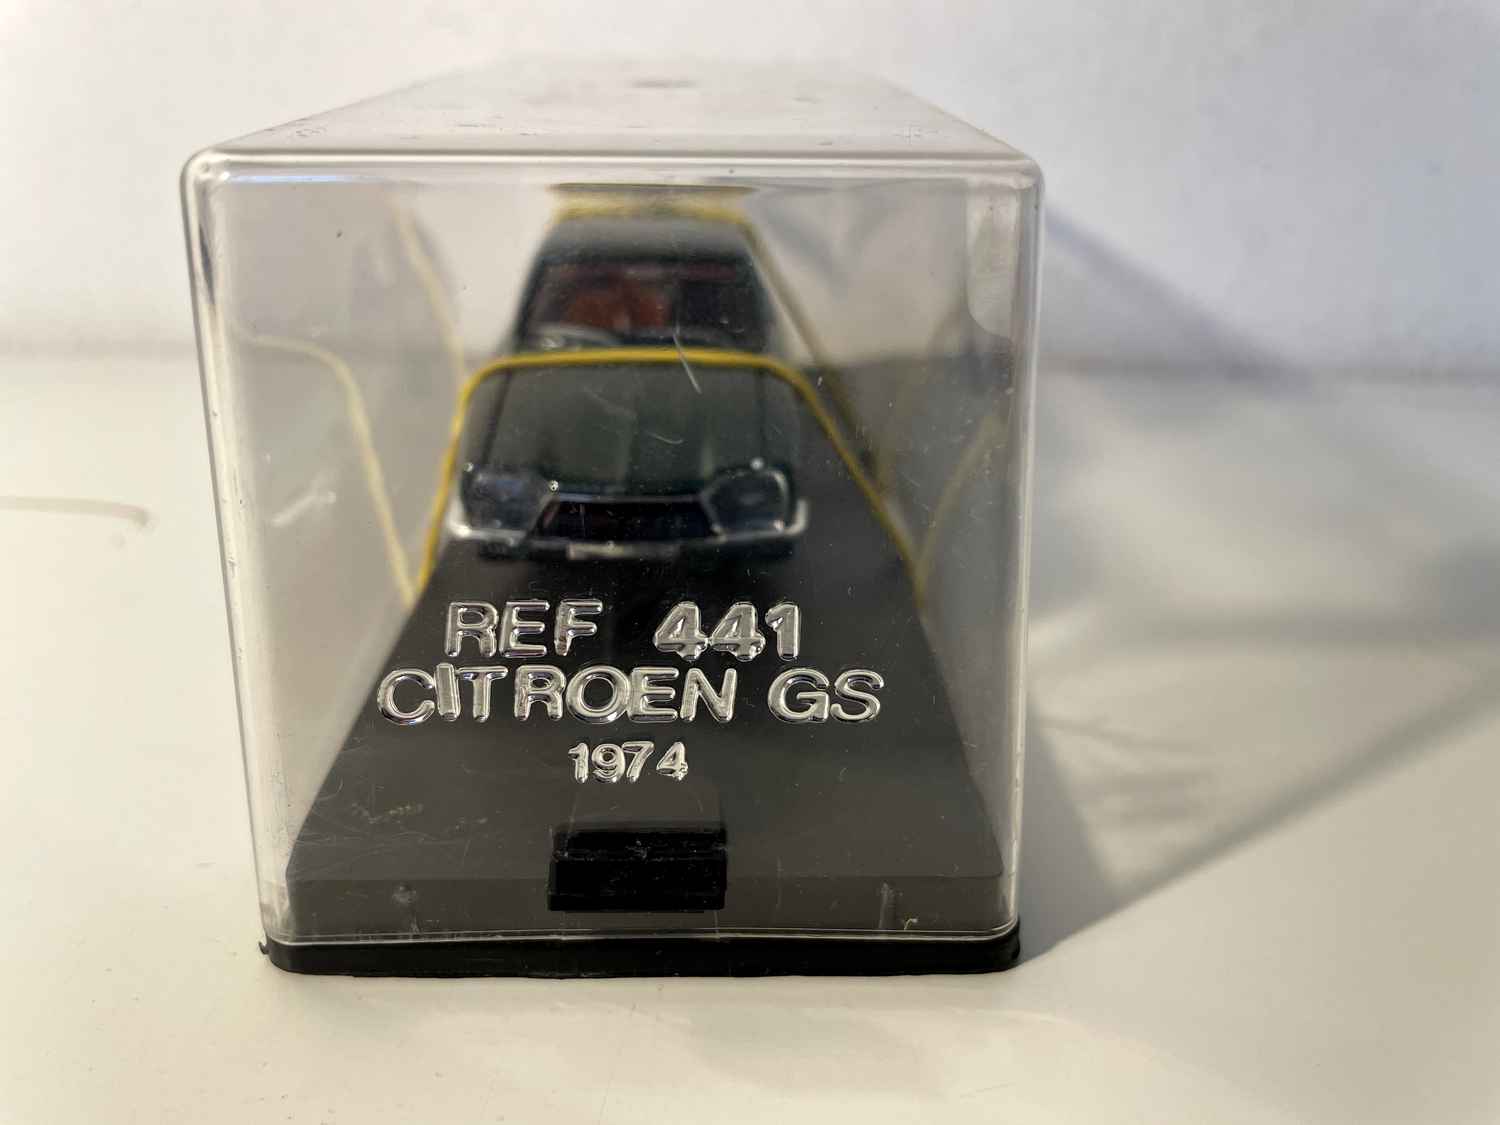 REF 441
CITROEN GS
1974